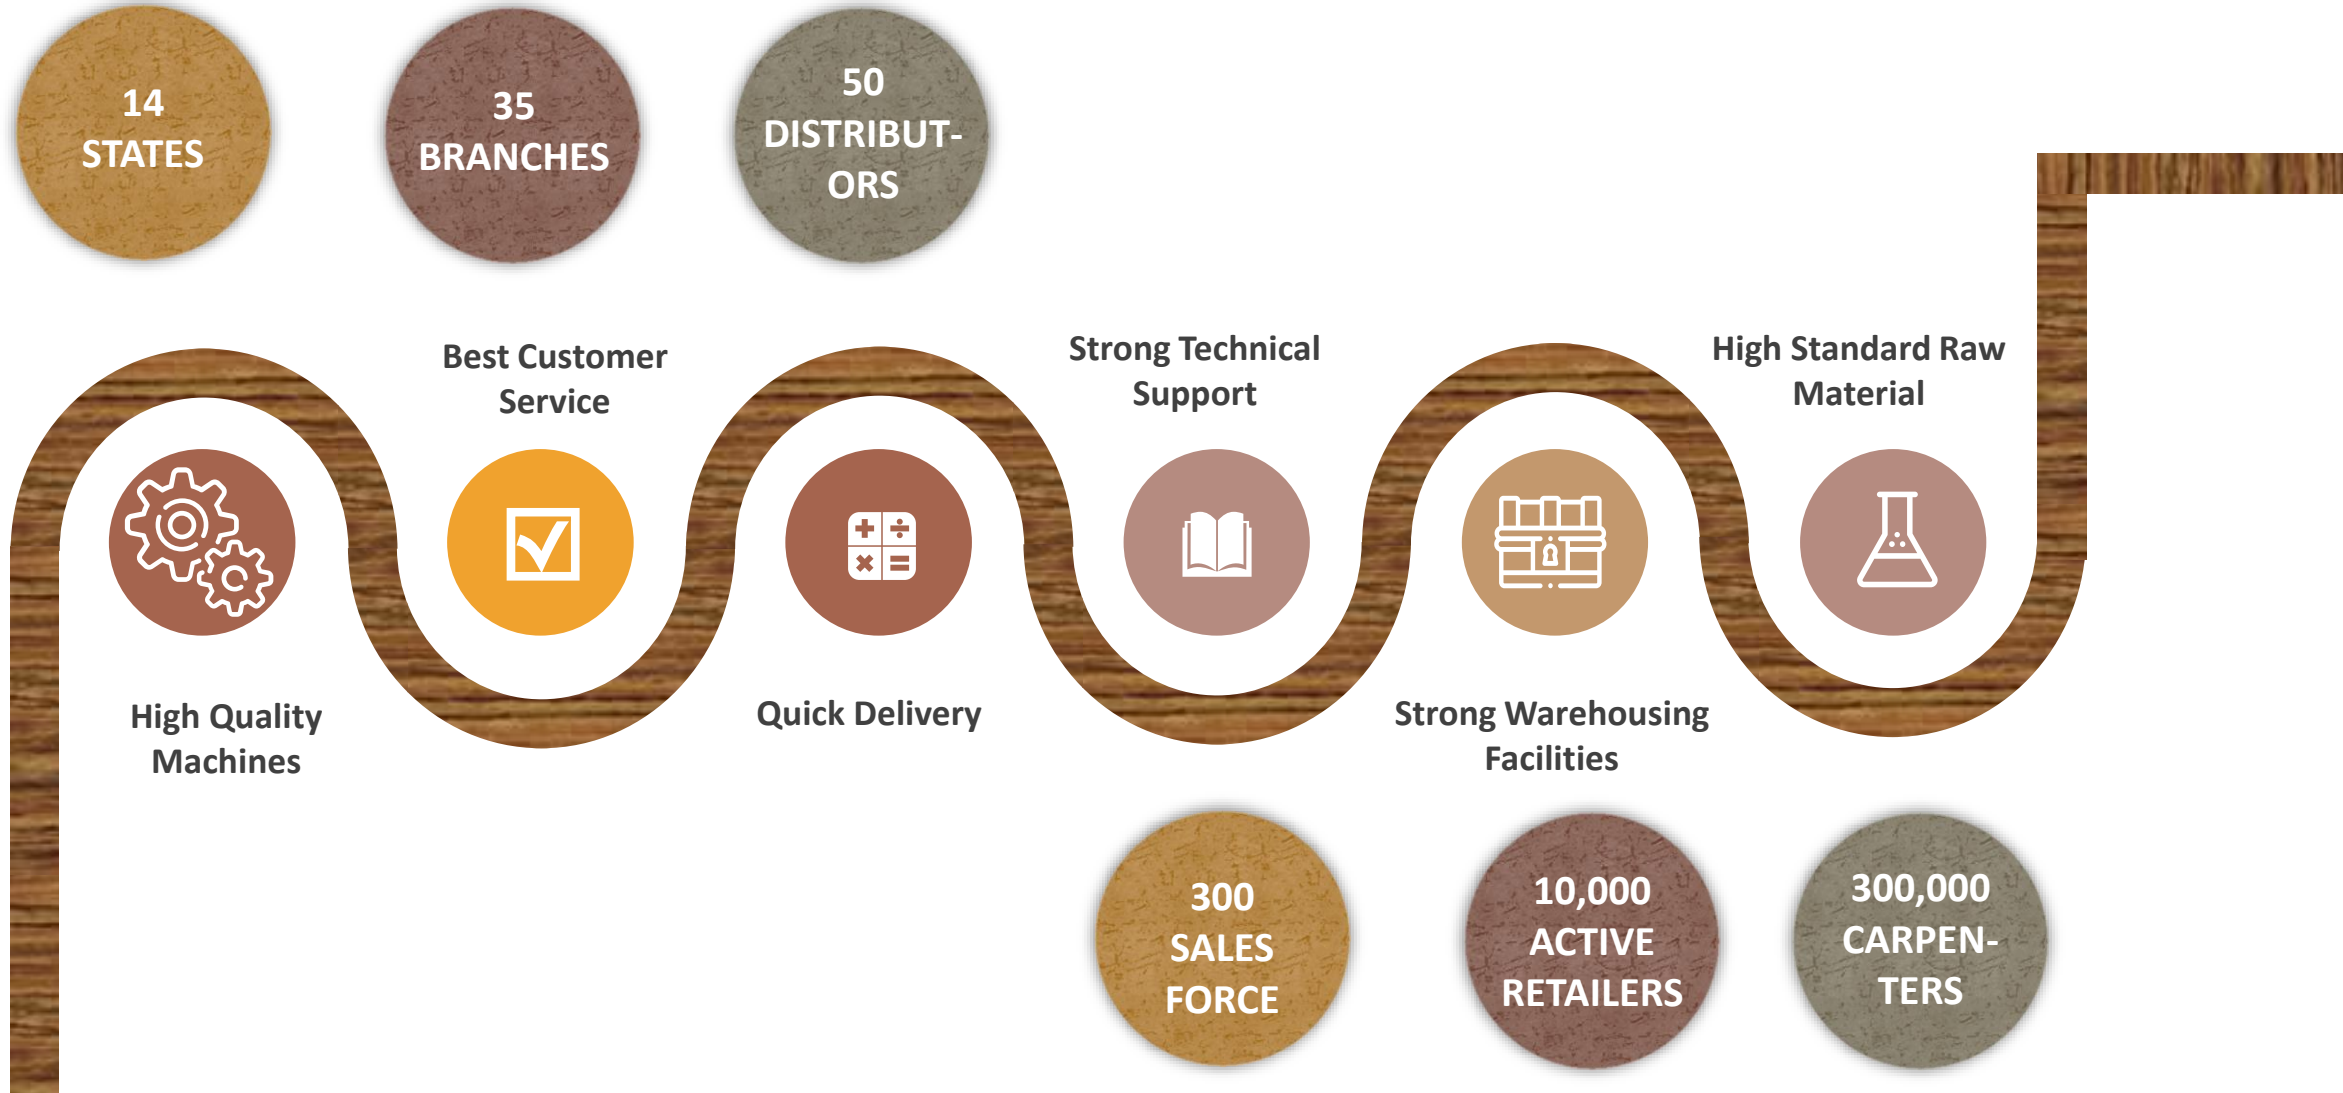 14
STATES
35
BRANCHES
50
DISTRIBUT-
ORS
Best Customer
Service
Strong Technical
Support
High Standard Raw
Material
High Quality
Machines
Quick Delivery
Strong Warehousing
Facilities
300
SALES
FORCE
10,000
ACTIVE
RETAILERS
300,000
CARPEN-
TERS